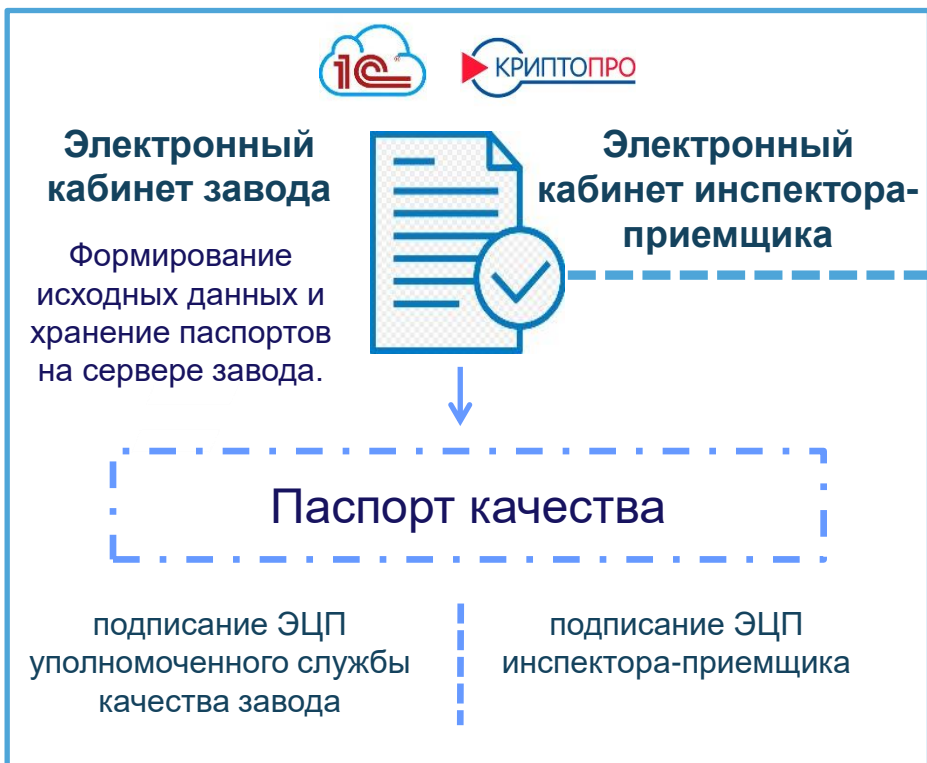 1С
КРИПТОПРО
Электронный
кабинет завода
Формирование
исходных данных и
хранение паспортов
на сервере завода.
Электронный
кабинет инспектора-
приемщика
Паспорт качества
подписание ЭЦП
уполномоченного службы
качества завода
подписание ЭЦП
инспектора-приемщика